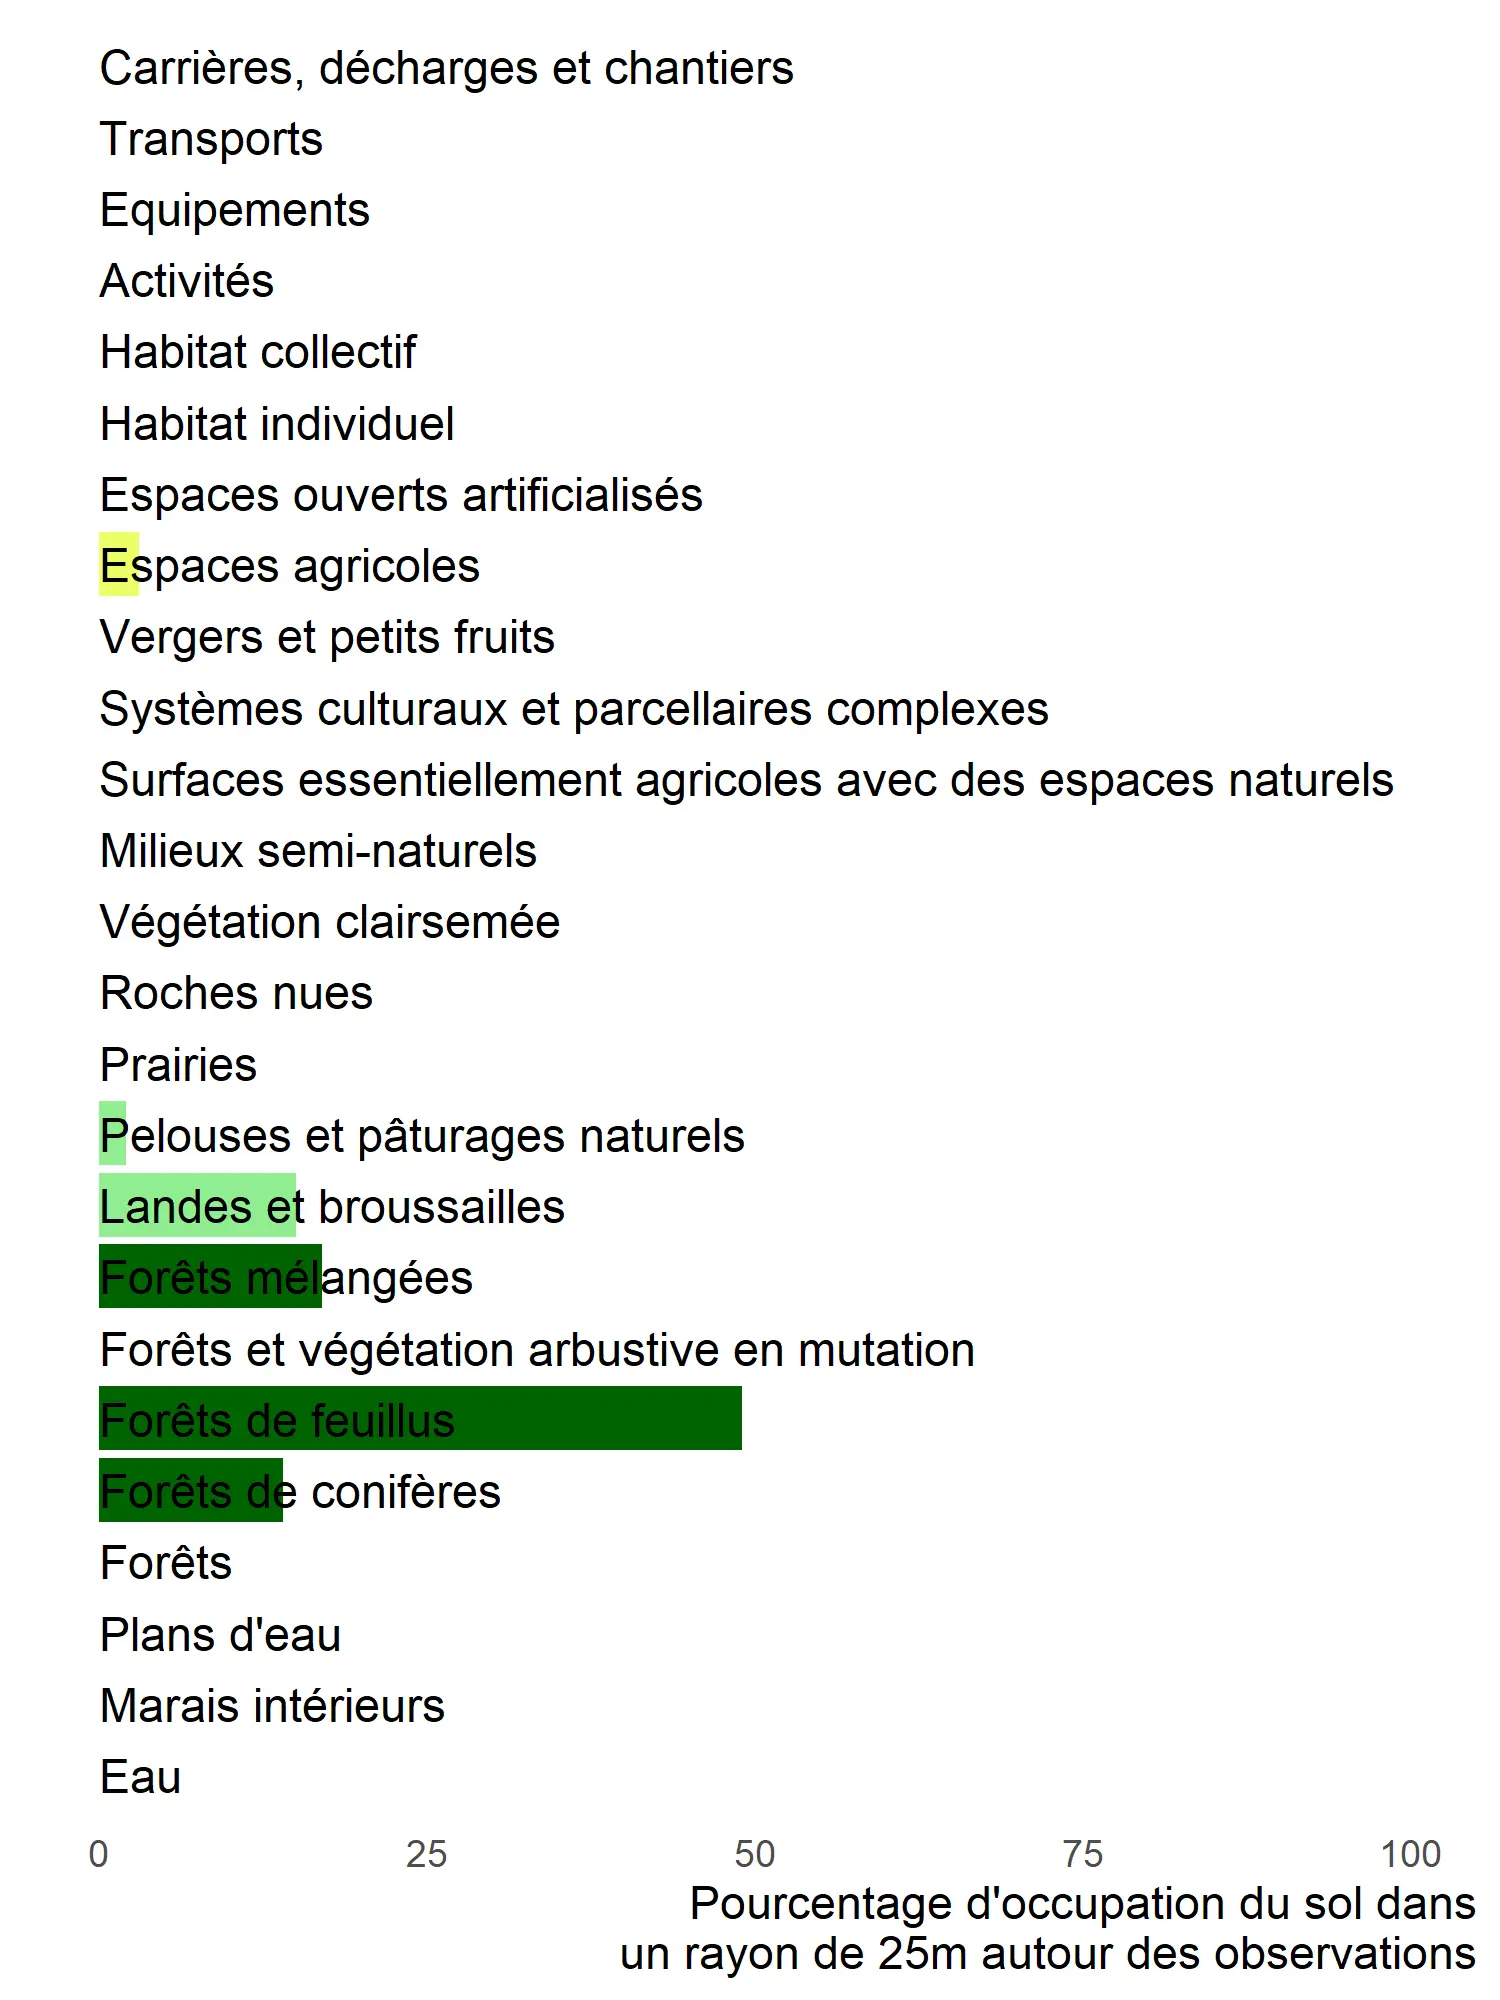 Carrières, décharges et chantiers
Transports
Equipements
Activités
Habitat collectif
Habitat individuel
Espaces ouverts artificialisés
Espaces agricoles
Vergers et petits fruits
Systèmes culturaux et parcellaires complexes
Surfaces essentiellement agricoles avec des espaces naturels
Milieux semi-naturels
Végétation clairsemée
Roches nues
Prairies
Pelouses et pâturages naturels
Landes et broussailles
Forêts mélangées
Forêts et végétation arbustive en mutation
Forêts de feuillus
Forêts de conifères
Forêts
Plans d'eau
Marais intérieurs
Eau
0 25 50 75 100
Pourcentage d'occupation du sol dans
un rayon de 25m autour des observations